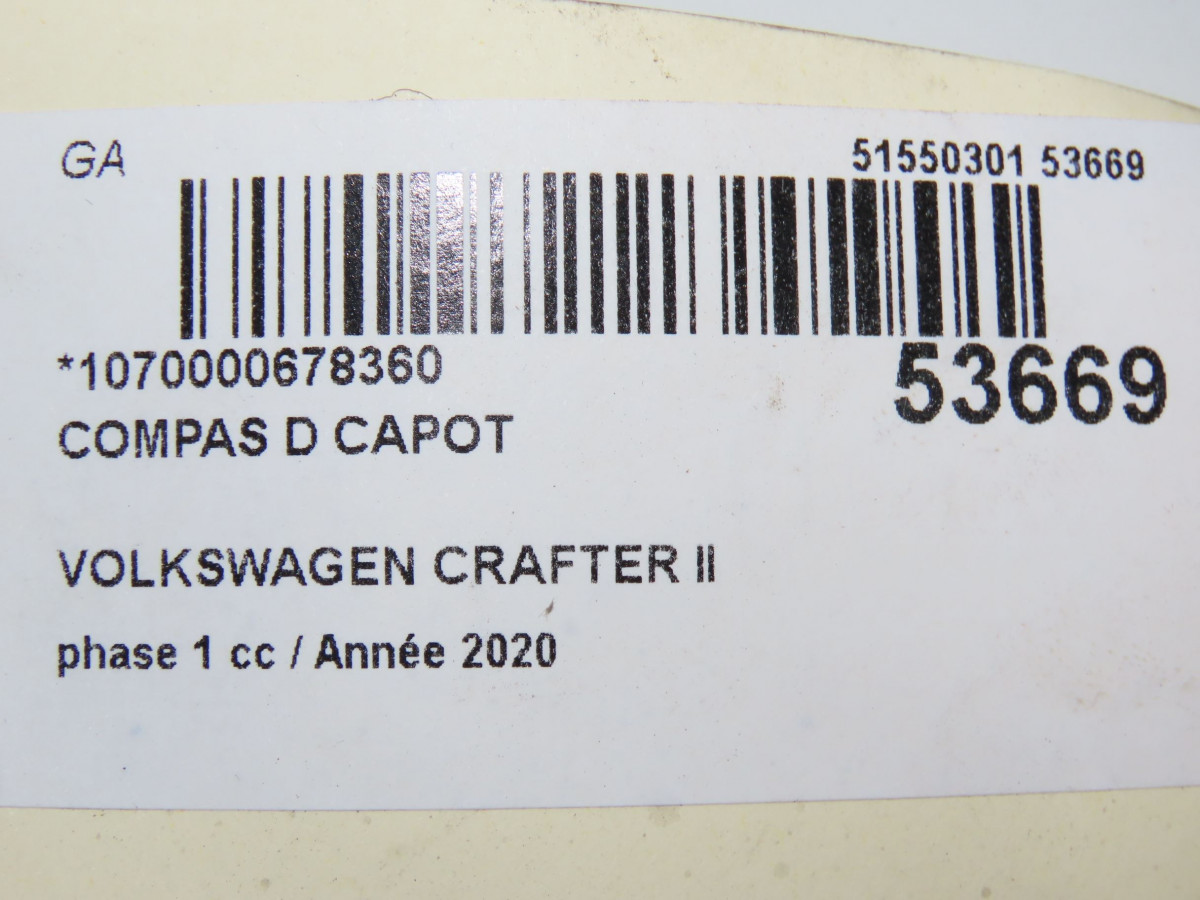 GA
51550301 53669
*1070000678360
53669
COMPAS D CAPOT
VOLKSWAGEN CRAFTER II
phase 1 cc / Année 2020